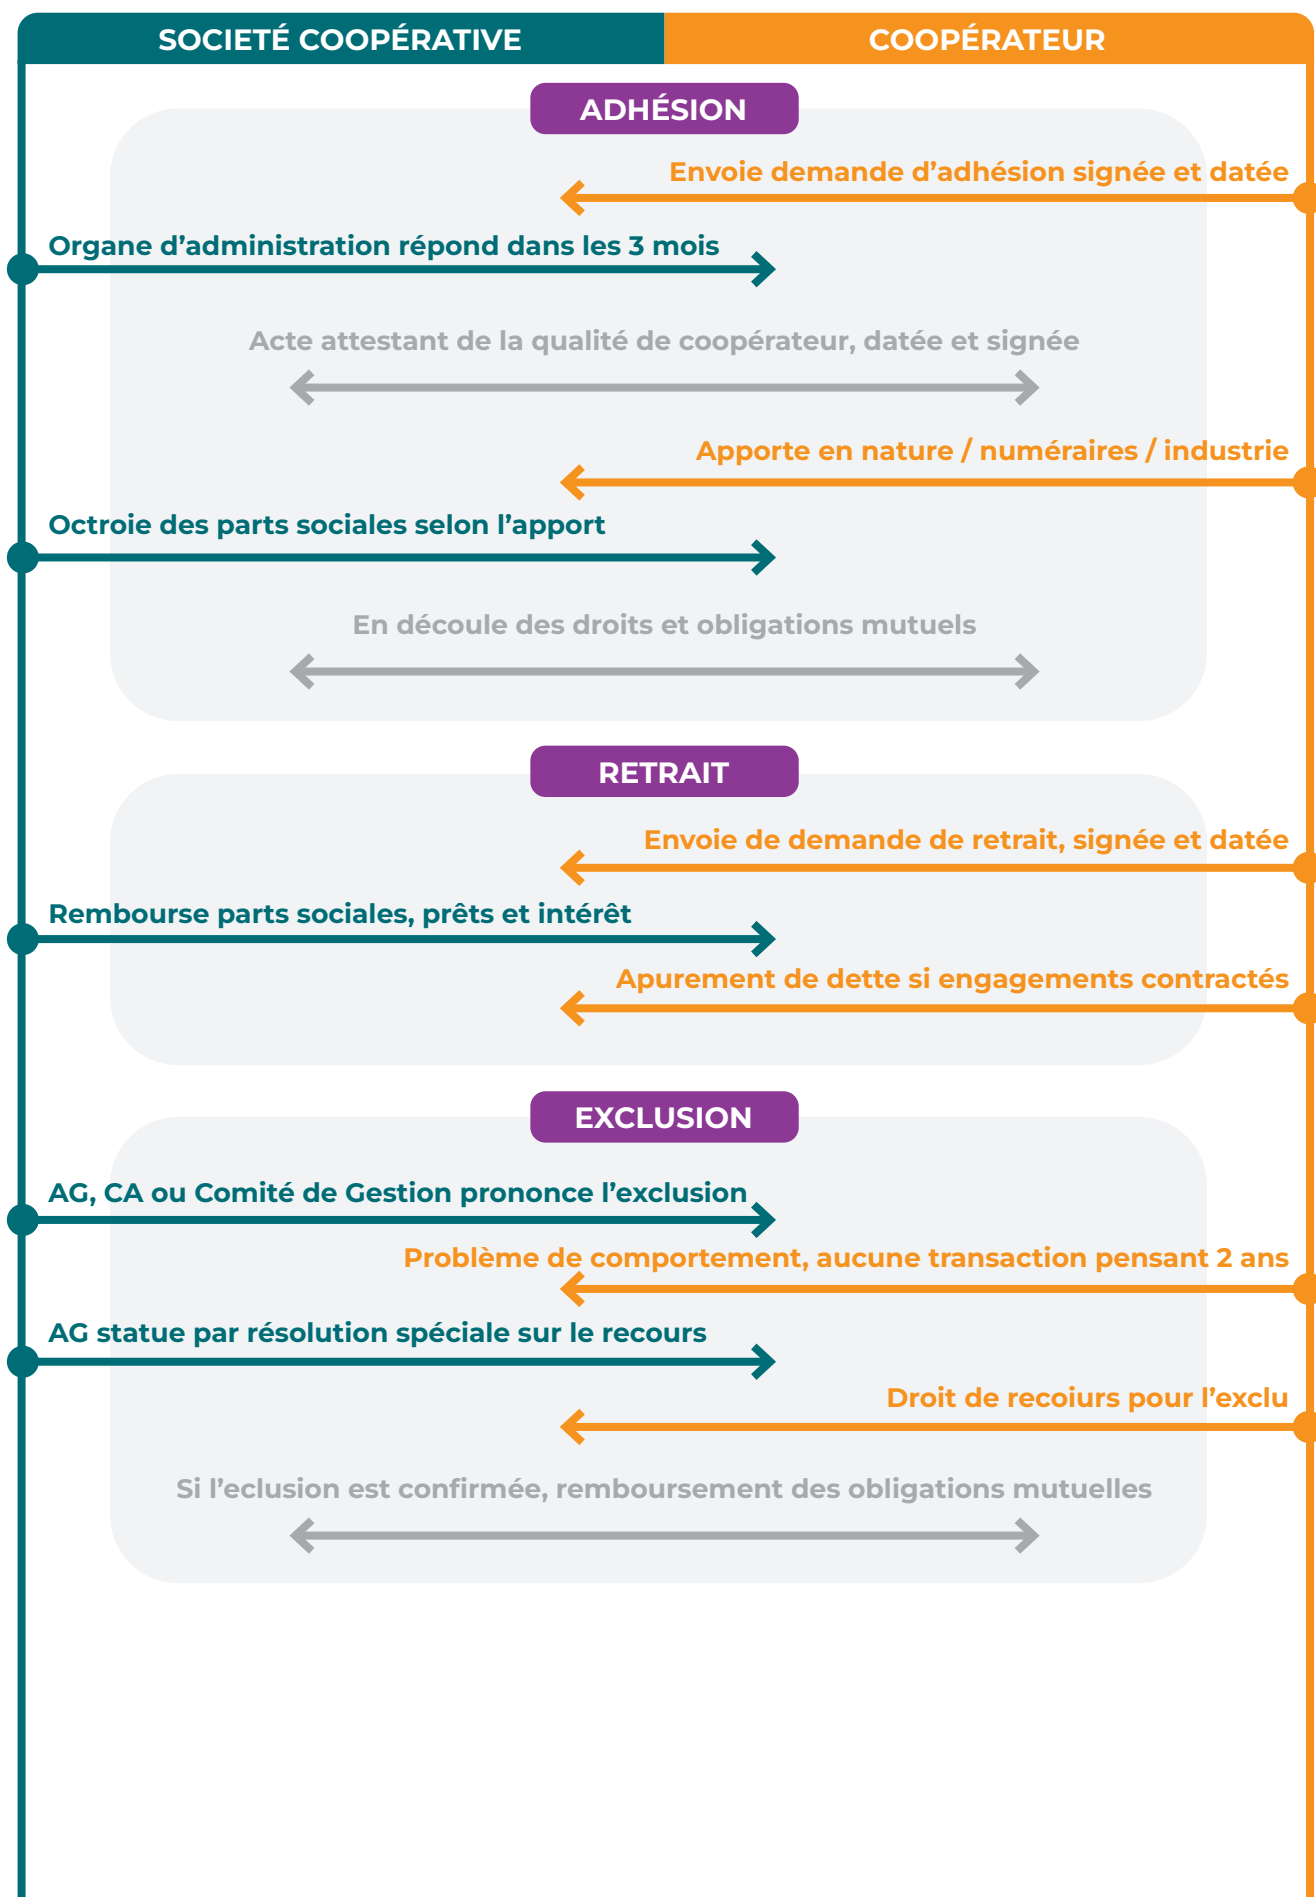 SOCIETÉ COOPÉRATIVE
COOPÉRATEUR
ADHÉSION
Envoie demande d’adhésion signée et datée
Organe d’administration répond dans les 3 mois
Acte attestant de la qualité de coopérateur, datée et signée
Apporte en nature / numéraires / industrie
Octroie des parts sociales selon l’apport
En découle des droits et obligations mutuels
RETRAIT
Envoie de demande de retrait, signée et datée
Rembourse parts sociales, prêts et intérêt
Apurement de dette si engagements contractés
EXCLUSION
AG, CA ou Comité de Gestion prononce l’exclusion
Problème de comportement, aucune transaction pensant 2 ans
AG statue par résolution spéciale sur le recours
Droit de recoiurs pour l’exclu
Si l’eclusion est confirmée, remboursement des obligations mutuelles